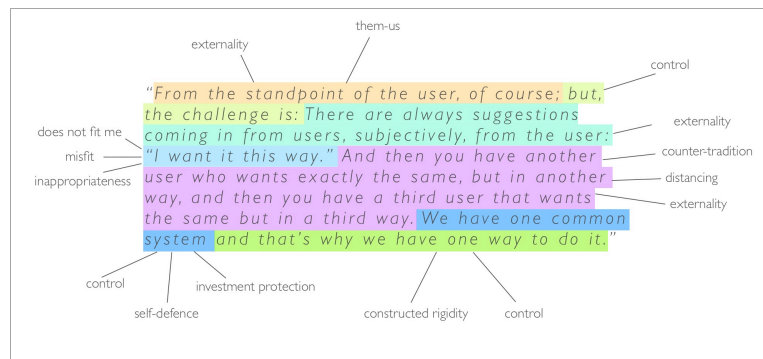 them-us
externality
control
“From the standpoint of the user, of course; but,
the challenge is: There are always suggestions
coming in from users, subjectively, from the user:
externality
does not fit me
“I want it this way.” And then you have another
counter-tradition
misfit
user who wants exactly the same, but in another
distancing
inappropriateness
way, and then you have a third user that wants
externality
the same but in a third way. We have one common
system and that’s why we have one way to do it.”
control
investment protection
self-defence
constructed rigidity
control